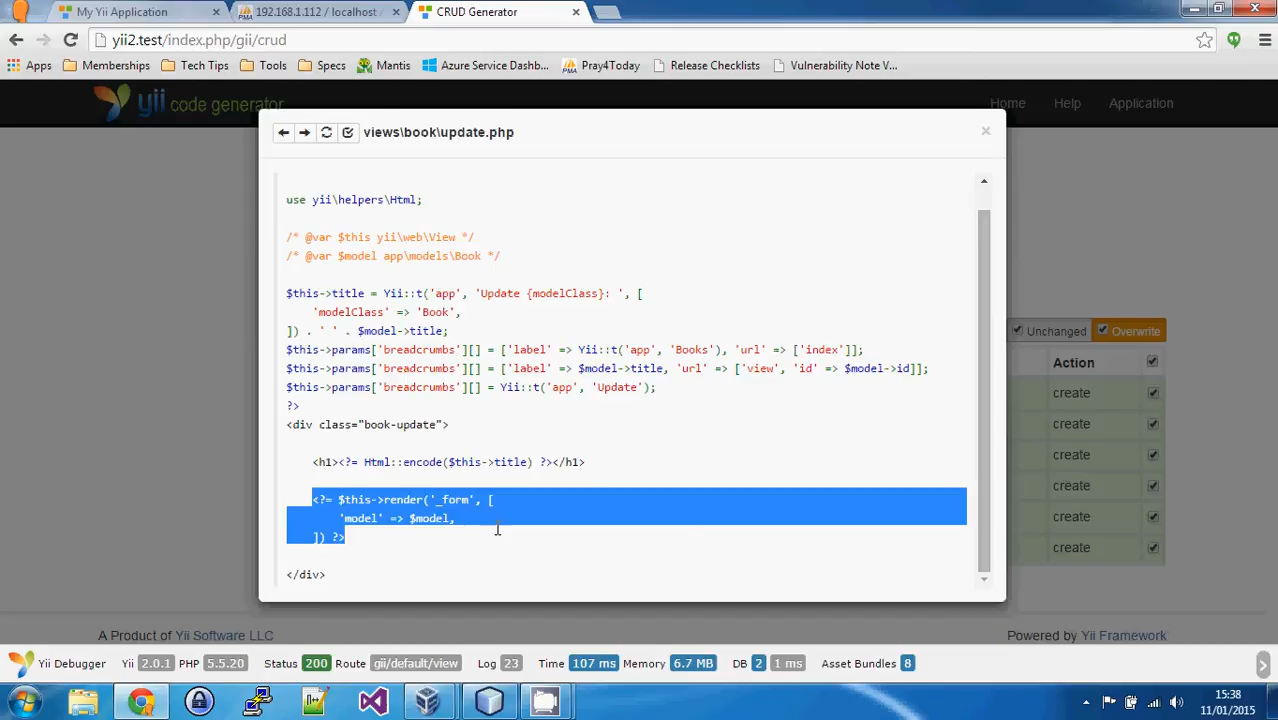 My Yii Application
192.168.1.112 / localhost
CRUD Generator
yii2.test/index.php/gii/crud
Apps
Memberships
Tech Tips
Tools
Specs
Mantis
Azure Service Dashb...
Pray4Today
Release Checklists
Vulnerability Note V...
yii code generator
Home
Help
Application
views\book\update.php
use yii\helpers\Html;
/* @var $this yii\web\View */
/* @var $model app\models\Book */
$this->title = Yii::t('app', 'Update {modelClass}: ', [
'modelClass' => 'Book',
]) . ' ' . $model->title;
$this->params['breadcrumbs'][] = ['label' => Yii::t('app', 'Books'), 'url' => ['index']];
$this->params['breadcrumbs'][] = ['label' => $model->title, 'url' => ['view', 'id' => $model->id]];
$this->params['breadcrumbs'][] = Yii::t('app', 'Update');
?>
<div class="book-update">
<h1><?= Html::encode($this->title) ?></h1>
<?= $this->render('_form', [
'model' => $model,
]) ?>
</div>
Unchanged
Overwrite
Action
create
create
create
create
create
create
A Product of Yii Software LLC
Powered by Yii Framework
Yii Debugger
Yii 2.0.1 PHP 5.5.20
Status 200 Route gii/default/view
Log 23
Time 107 ms Memory 6.7 MB
DB 2 1 ms
Asset Bundles 8
15:38
11/01/2015